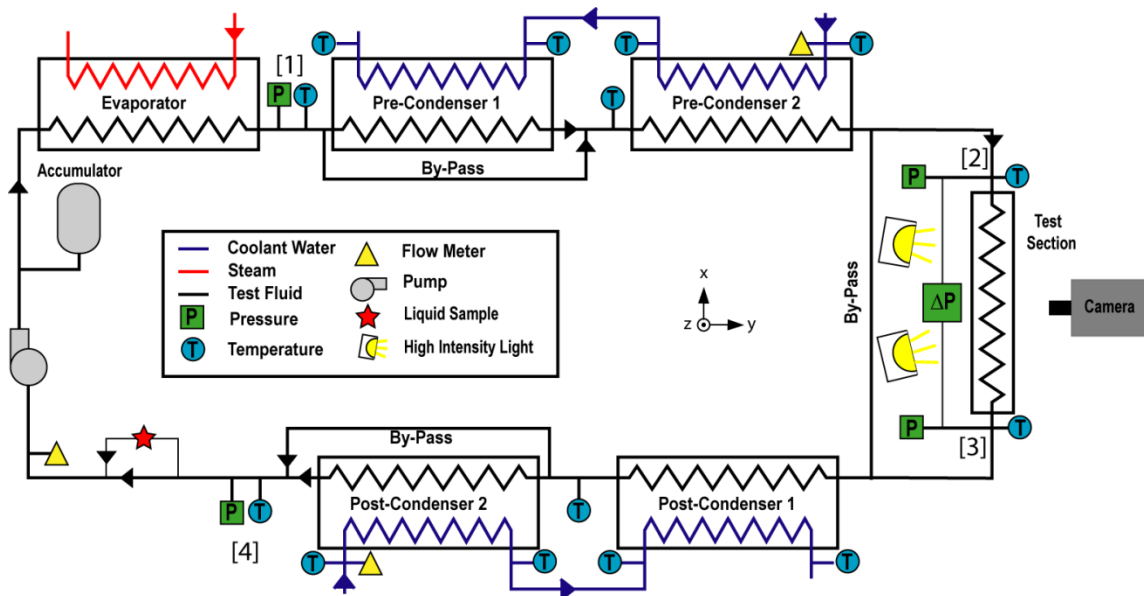 T
T
T
T
[1]
P
T
T
Evaporator
Pre-Condenser 1
Pre-Condenser 2
By-Pass
Accumulator
[2]
P
T
Test
Section
Coolant Water
Steam
Test Fluid
P Pressure
T Temperature
Flow Meter
Pump
Liquid Sample
High Intensity Light
x
z
y
By-Pass
ΔP
Camera
P
T
[3]
By-Pass
Post-Condenser 2
Post-Condenser 1
P
T
T
[4]
T
T
T
T